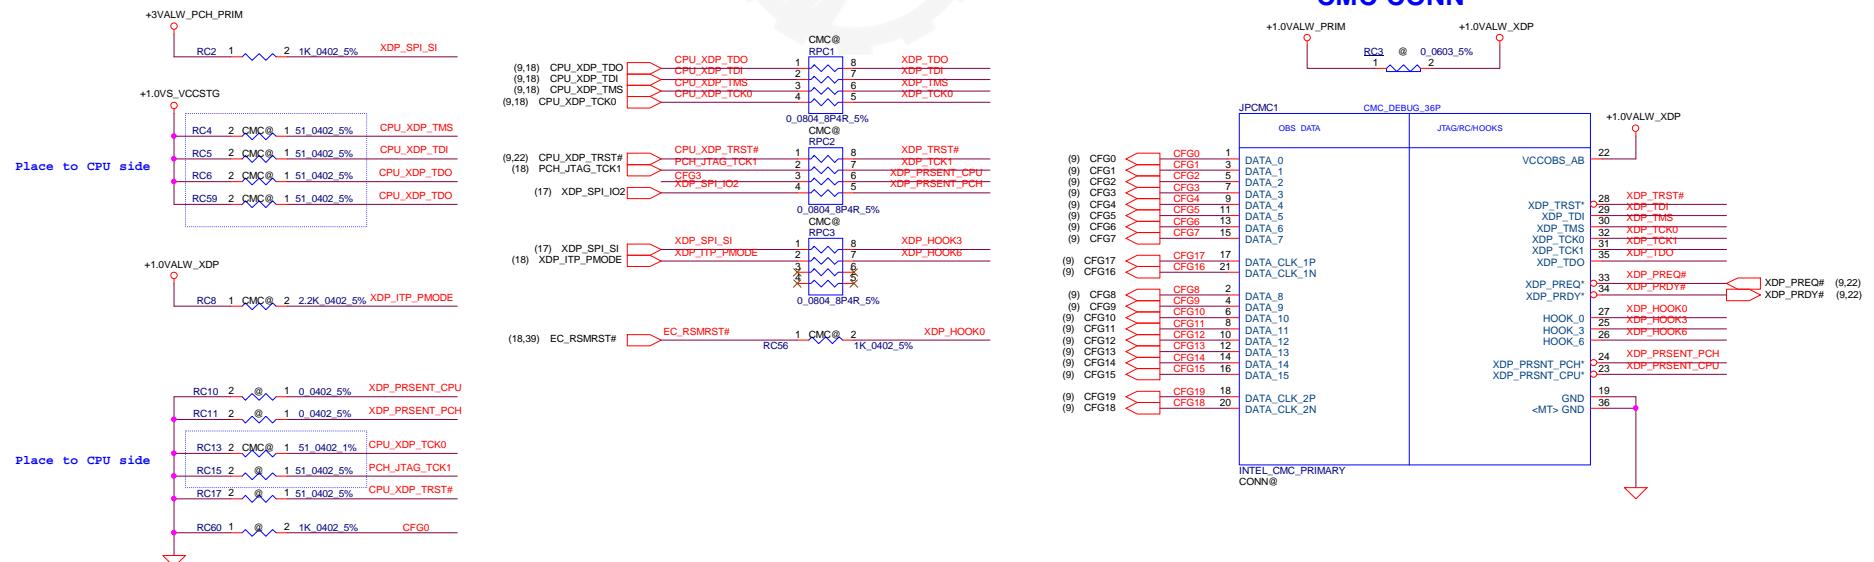 CMC CONN
+3VALW_PCH_PRIM
RC2 1 2 1K_0402_5% XDP_SPI_SI
+1.0VS_VCCSTG
Place to CPU side
RC4 2 CMC@ 1 51_0402_5% CPU_XDP_TMS
RC5 2 CMC@ 1 51_0402_5% CPU_XDP_TDI
RC6 2 CMC@ 1 51_0402_5% CPU_XDP_TDO
RC59 2 CMC@ 1 51_0402_5% CPU_XDP_TDO
+1.0VALW_XDP
RC8 1 CMC@ 2 2.2K_0402_5% XDP_ITP_PMODE
RC10 2 @ 1 0_0402_5% XDP_PRSENT_CPU
RC11 2 @ 1 0_0402_5% XDP_PRSENT_PCH
Place to CPU side
RC13 2 CMC@ 1 51_0402_1% CPU_XDP_TCK0
RC15 2 @ 1 51_0402_5% PCH_JTAG_TCK1
RC17 2 @ 1 51_0402_5% CPU_XDP_TRST#
RC60 1 @ 2 1K_0402_5% CFG0
CMC@
RPC1
(9,18) CPU_XDP_TDO CPU_XDP_TDO 1 8 XDP_TDO
(9,18) CPU_XDP_TDI CPU_XDP_TDI 2 7 XDP_TDI
(9,18) CPU_XDP_TMS CPU_XDP_TMS 3 6 XDP_TMS
(9,18) CPU_XDP_TCK0 CPU_XDP_TCK0 4 5 XDP_TCK0
0_0804_8P4R_5%
CMC@
RPC2
(9,22) CPU_XDP_TRST# CPU_XDP_TRST# 1 8 XDP_TRST#
(18) PCH_JTAG_TCK1 PCH_JTAG_TCK1 2 7 XDP_TCK1
CFG3 3 6 XDP_PRSENT_CPU
(17) XDP_SPI_IO2 XDP_SPI_IO2 4 5 XDP_PRSENT_PCH
0_0804_8P4R_5%
CMC@
RPC3
(17) XDP_SPI_SI XDP_SPI_SI 1 8 XDP_HOOK3
(18) XDP_ITP_PMODE XDP_ITP_PMODE 2 7 XDP_HOOK6
3 6
4 5
0_0804_8P4R_5%
(18,39) EC_RSMRST# EC_RSMRST# 1 CMC@ 2 XDP_HOOK0
RC56 1K_0402_5%
+1.0VALW_PRIM +1.0VALW_XDP
RC3 @ 0_0603_5%
1 2
JPCMC1 CMC_DEBUG_36P
OBS DATA JTAG/RC/HOOKS
(9) CFG0 CFG0 1 DATA_0
(9) CFG1 CFG1 3 DATA_1
(9) CFG2 CFG2 5 DATA_2
(9) CFG3 CFG3 7 DATA_3
(9) CFG4 CFG4 9 DATA_4
(9) CFG5 CFG5 11 DATA_5
(9) CFG6 CFG6 13 DATA_6
(9) CFG7 CFG7 15 DATA_7
(9) CFG17 CFG17 17 DATA_CLK_1P
(9) CFG16 CFG16 21 DATA_CLK_1N
(9) CFG8 CFG8 2 DATA_8
(9) CFG9 CFG9 4 DATA_9
(9) CFG10 CFG10 6 DATA_10
(9) CFG11 CFG11 8 DATA_11
(9) CFG12 CFG12 10 DATA_12
(9) CFG13 CFG13 12 DATA_13
(9) CFG14 CFG14 14 DATA_14
(9) CFG15 CFG15 16 DATA_15
(9) CFG19 CFG19 18 DATA_CLK_2P
(9) CFG18 CFG18 20 DATA_CLK_2N
+1.0VALW_XDP
VCCOBS_AB 22
XDP_TRST* 28 XDP_TRST#
XDP_TDI 29 XDP_TDI
XDP_TMS 30 XDP_TMS
XDP_TCK0 32 XDP_TCK0
XDP_TCK1 31 XDP_TCK1
XDP_TDO 35 XDP_TDO
XDP_PREQ* 33 XDP_PREQ# XDP_PREQ# (9,22)
XDP_PRDY* 34 XDP_PRDY# XDP_PRDY# (9,22)
HOOK_0 27 XDP_HOOK0
HOOK_3 25 XDP_HOOK3
HOOK_6 26 XDP_HOOK6
XDP_PRSNT_PCH* 24 XDP_PRSENT_PCH
XDP_PRSNT_CPU* 23 XDP_PRSENT_CPU
GND 19
<MT> GND 36
INTEL_CMC_PRIMARY
CONN@